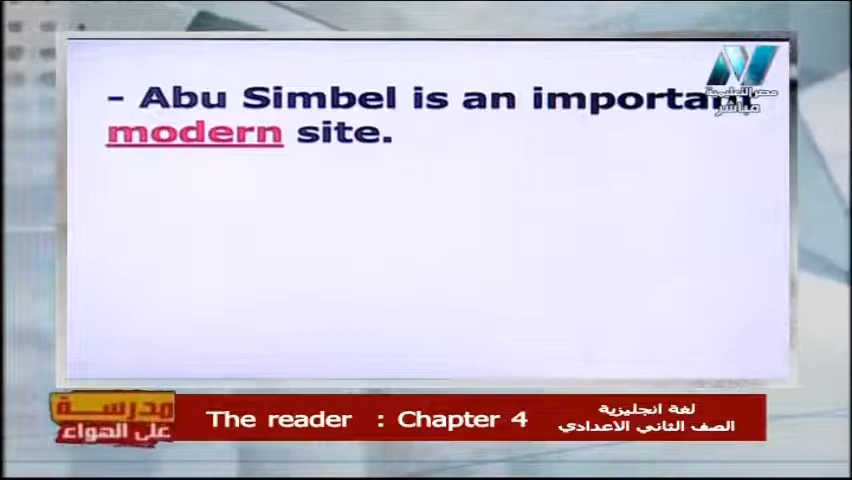 - Abu Simbel is an important
modern site.
مصر التعليمية
مباشر
مدرسة
على الهواء
The reader : Chapter 4
لغة انجليزية
الصف الثاني الاعدادي